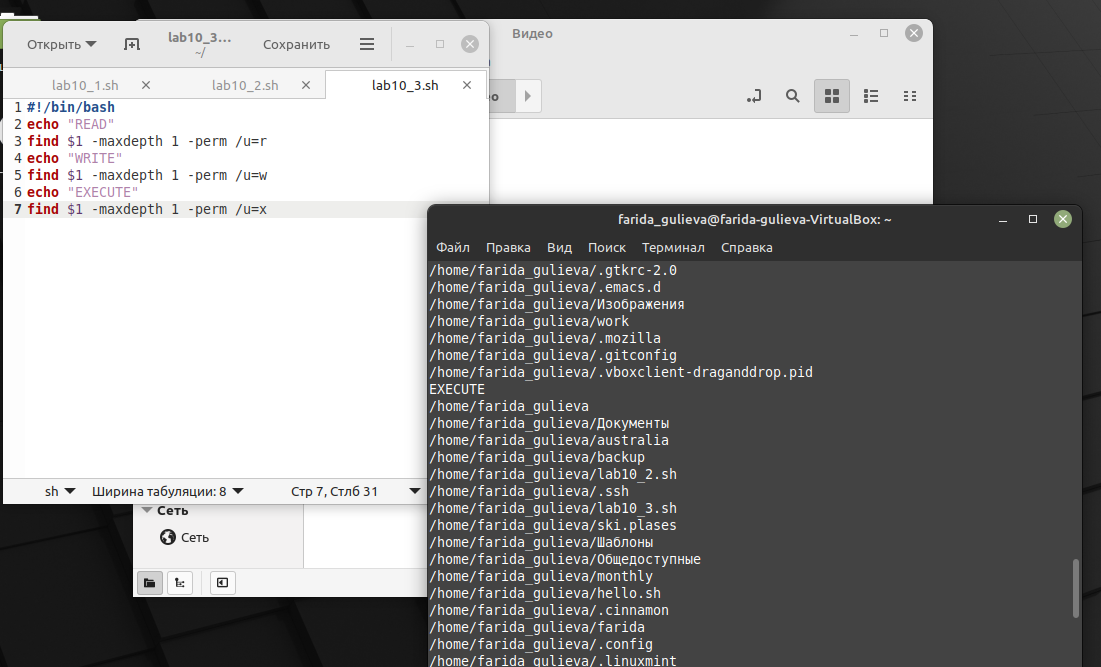 Открыть
lab10_3...
~/
Сохранить
Видео
lab10_1.sh
lab10_2.sh
lab10_3.sh
1 #!/bin/bash
2 echo "READ"
3 find $1 -maxdepth 1 -perm /u=r
4 echo "WRITE"
5 find $1 -maxdepth 1 -perm /u=w
6 echo "EXECUTE"
7 find $1 -maxdepth 1 -perm /u=x
sh
Ширина табуляции: 8
Стр 7, Стлб 31
Сеть
Сеть
farida_gulieva@farida-gulieva-VirtualBox: ~
Файл Правка Вид Поиск Терминал Справка
/home/farida_gulieva/.gtkrc-2.0
/home/farida_gulieva/.emacs.d
/home/farida_gulieva/Изображения
/home/farida_gulieva/work
/home/farida_gulieva/.mozilla
/home/farida_gulieva/.gitconfig
/home/farida_gulieva/.vboxclient-draganddrop.pid
EXECUTE
/home/farida_gulieva
/home/farida_gulieva/Документы
/home/farida_gulieva/australia
/home/farida_gulieva/backup
/home/farida_gulieva/lab10_2.sh
/home/farida_gulieva/.ssh
/home/farida_gulieva/lab10_3.sh
/home/farida_gulieva/ski.plases
/home/farida_gulieva/Шаблоны
/home/farida_gulieva/Общедоступные
/home/farida_gulieva/monthly
/home/farida_gulieva/hello.sh
/home/farida_gulieva/.cinnamon
/home/farida_gulieva/farida
/home/farida_gulieva/.config
/home/farida_gulieva/.linuxmint